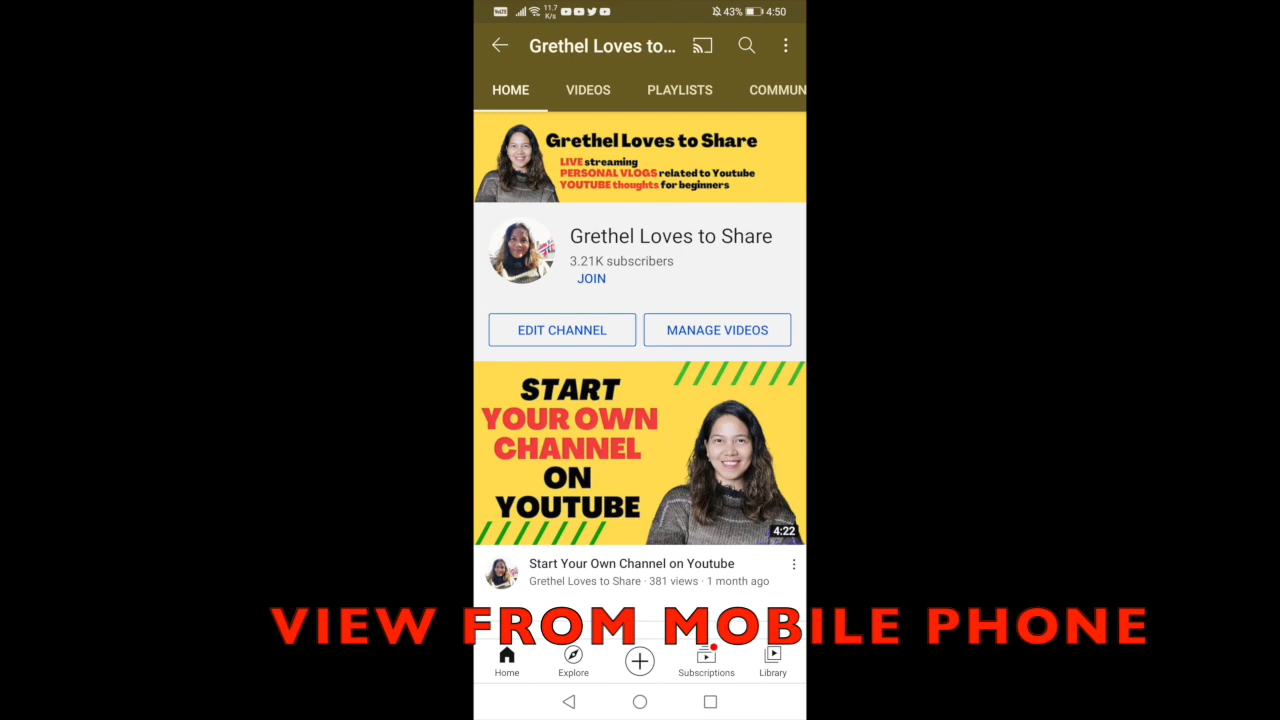 VoLTE 11.7 K/s 43% 4:50
Grethel Loves to...
HOME VIDEOS PLAYLISTS COMMUN
Grethel Loves to Share
LIVE streaming
PERSONAL VLOGS related to Youtube
YOUTUBE thoughts for beginners
Grethel Loves to Share
3.21K subscribers
JOIN
EDIT CHANNEL MANAGE VIDEOS
START
YOUR OWN
CHANNEL
ON
YOUTUBE
4:22
Start Your Own Channel on Youtube
Grethel Loves to Share · 381 views · 1 month ago
VIEW FROM MOBILE PHONE
Home Explore Subscriptions Library